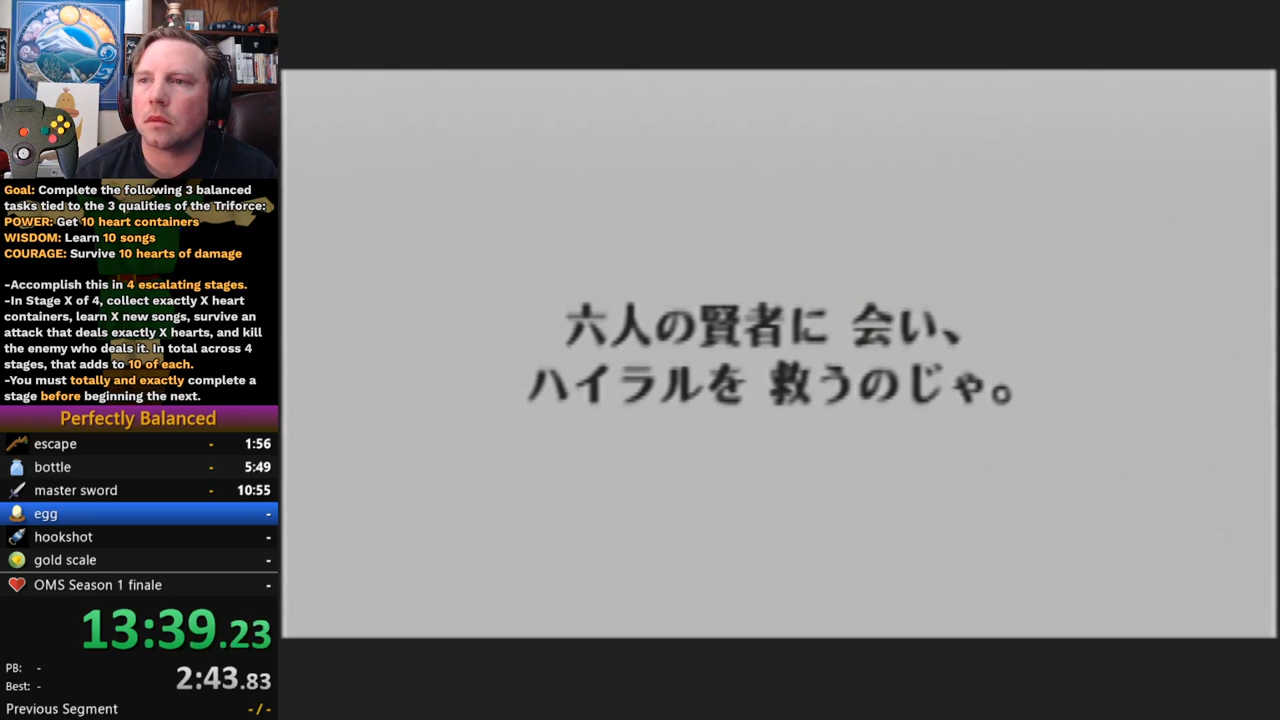 Goal: Complete the following 3 balanced
tasks tied to the 3 qualities of the Triforce:
POWER: Get 10 heart containers
WISDOM: Learn 10 songs
COURAGE: Survive 10 hearts of damage
-Accomplish this in 4 escalating stages.
-In Stage X of 4, collect exactly X heart
containers, learn X new songs, survive an
attack that deals exactly X hearts, and kill
the enemy who deals it. In total across 4
stages, that adds to 10 of each.
-You must totally and exactly complete a
stage before beginning the next.
Perfectly Balanced
escape - 1:56
bottle - 5:49
master sword - 10:55
egg -
hookshot -
gold scale -
OMS Season 1 finale -
13:39.23
PB: -
2:43.83
Best: -
Previous Segment -/-
六人の賢者に 会い、
ハイラルを 救うのじゃ。